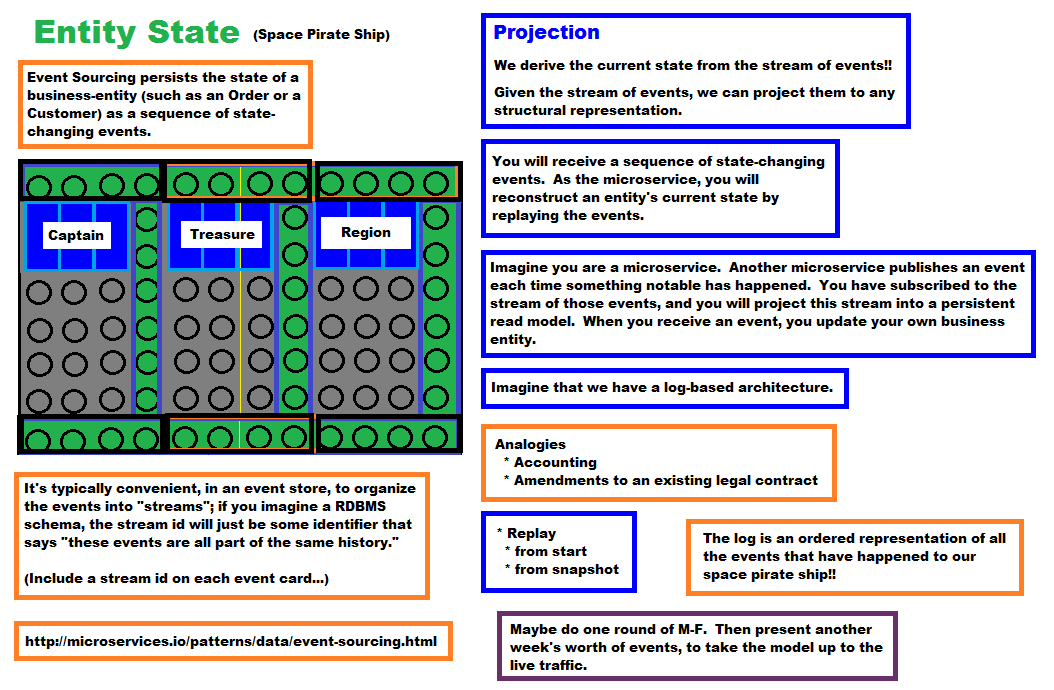 Entity State (Space Pirate Ship)
Event Sourcing persists the state of a
business-entity (such as an Order or a
Customer) as a sequence of state-
changing events.
Captain
Treasure
Region
It's typically convenient, in an event store, to organize
the events into "streams"; if you imagine a RDBMS
schema, the stream id will just be some identifier that
says "these events are all part of the same history."
(Include a stream id on each event card...)
http://microservices.io/patterns/data/event-sourcing.html
Projection
We derive the current state from the stream of events!!
Given the stream of events, we can project them to any
structural representation.
You will receive a sequence of state-changing
events.  As the microservice, you will
reconstruct an entity's current state by
replaying the events.
Imagine you are a microservice.  Another microservice publishes an event
each time something notable has happened.  You have subscribed to the
stream of those events, and you will project this stream into a persistent
read model.  When you receive an event, you update your own business
entity.
Imagine that we have a log-based architecture.
Analogies
* Accounting
* Amendments to an existing legal contract
* Replay
* from start
* from snapshot
The log is an ordered representation of all
the events that have happened to our
space pirate ship!!
Maybe do one round of M-F.  Then present another
week's worth of events, to take the model up to the
live traffic.